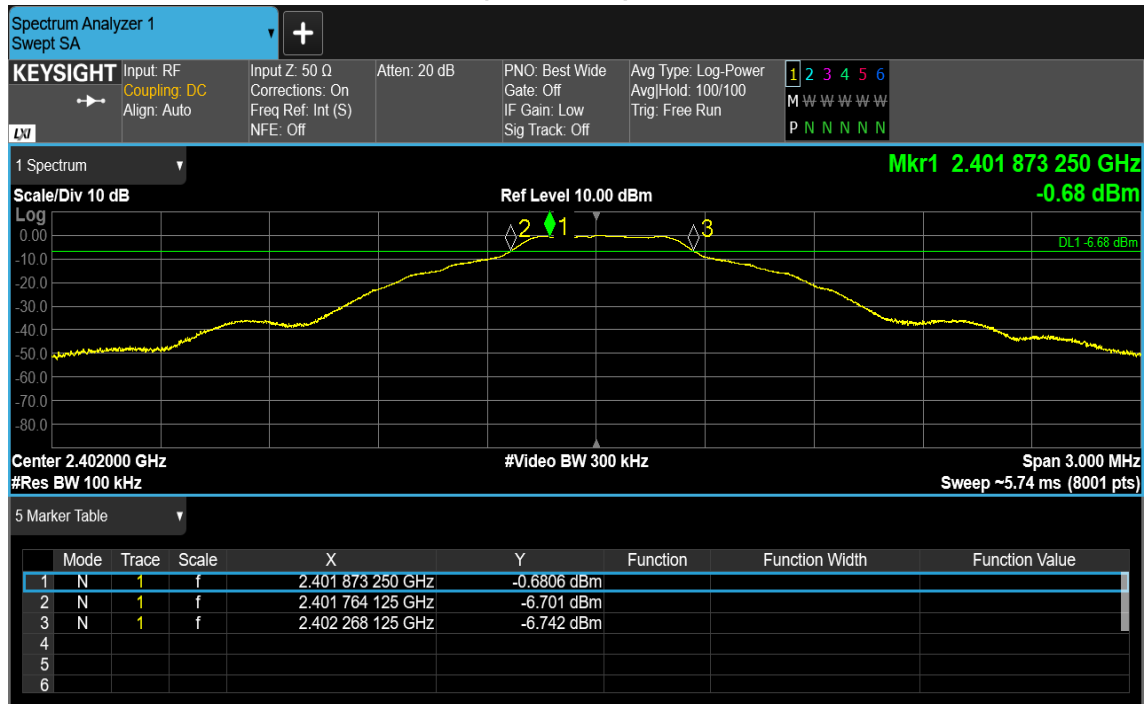 Spectrum Analyzer 1
Swept SA
KEYSIGHT
LXI
Input: RF
Coupling: DC
Align: Auto
Input Z: 50 Ω
Corrections: On
Freq Ref: Int (S)
NFE: Off
Atten: 20 dB
PNO: Best Wide
Gate: Off
IF Gain: Low
Sig Track: Off
Avg Type: Log-Power
Avg|Hold: 100/100
Trig: Free Run
1 2 3 4 5 6
M W W W W W
P N N N N N
1 Spectrum
Mkr1 2.401 873 250 GHz
-0.68 dBm
Scale/Div 10 dB
Ref Level 10.00 dBm
Log
2 1 3
DL1 -6.68 dBm
0.00
-10.0
-20.0
-30.0
-40.0
-50.0
-60.0
-70.0
-80.0
Center 2.402000 GHz
#Video BW 300 kHz
Span 3.000 MHz
#Res BW 100 kHz
Sweep ~5.74 ms (8001 pts)
5 Marker Table
Mode Trace Scale X Y Function Function Width Function Value
1 N 1 f 2.401 873 250 GHz -0.6806 dBm
2 N 1 f 2.401 764 125 GHz -6.701 dBm
3 N 1 f 2.402 268 125 GHz -6.742 dBm
4
5
6